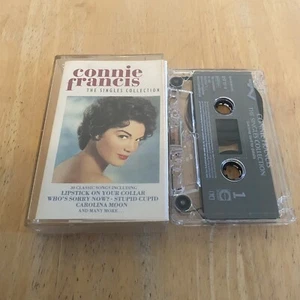 connie
francis
THE SINGLES COLLECTION
20 CLASSIC SONGS INCLUDING
LIPSTICK ON YOUR COLLAR
WHO'S SORRY NOW? · STUPID CUPID
CAROLINA MOON
AND MANY MORE...
1